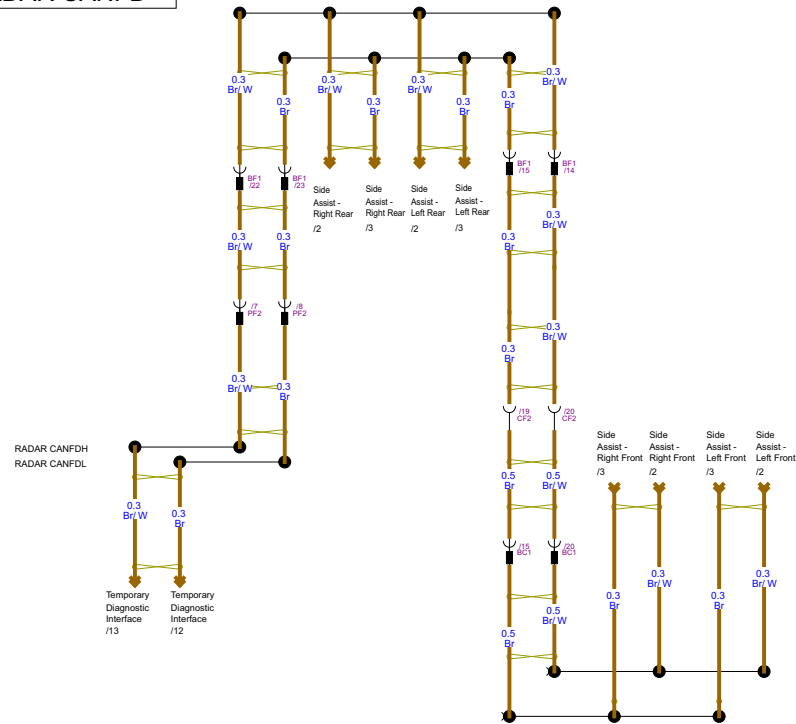 RADAR CANFDH
RADAR CANFDL
0.3
Br/ W
0.3
Br
0.3
Br/ W
0.3
Br
0.3
Br/ W
0.3
Br
0.3
Br
0.3
Br/ W
BF1
/22
BF1
/23
BF1
/15
BF1
/14
Side
Assist -
Right Rear
/2
Side
Assist -
Right Rear
/3
Side
Assist -
Left Rear
/2
Side
Assist -
Left Rear
/3
0.3
Br/ W
0.3
Br
0.3
Br
0.3
Br/ W
/7
PF2
/8
PF2
0.3
Br
0.3
Br/ W
0.3
Br/ W
0.3
Br
/19
CF2
/20
CF2
Side
Assist -
Right Front
/3
Side
Assist -
Right Front
/2
Side
Assist -
Left Front
/3
Side
Assist -
Left Front
/2
0.5
Br
0.5
Br/ W
0.3
Br/ W
0.3
Br
/15
BC1
/20
BC1
Temporary
Diagnostic
Interface
/13
Temporary
Diagnostic
Interface
/12
0.3
Br
0.3
Br/ W
0.3
Br
0.3
Br/ W
0.5
Br
0.5
Br/ W